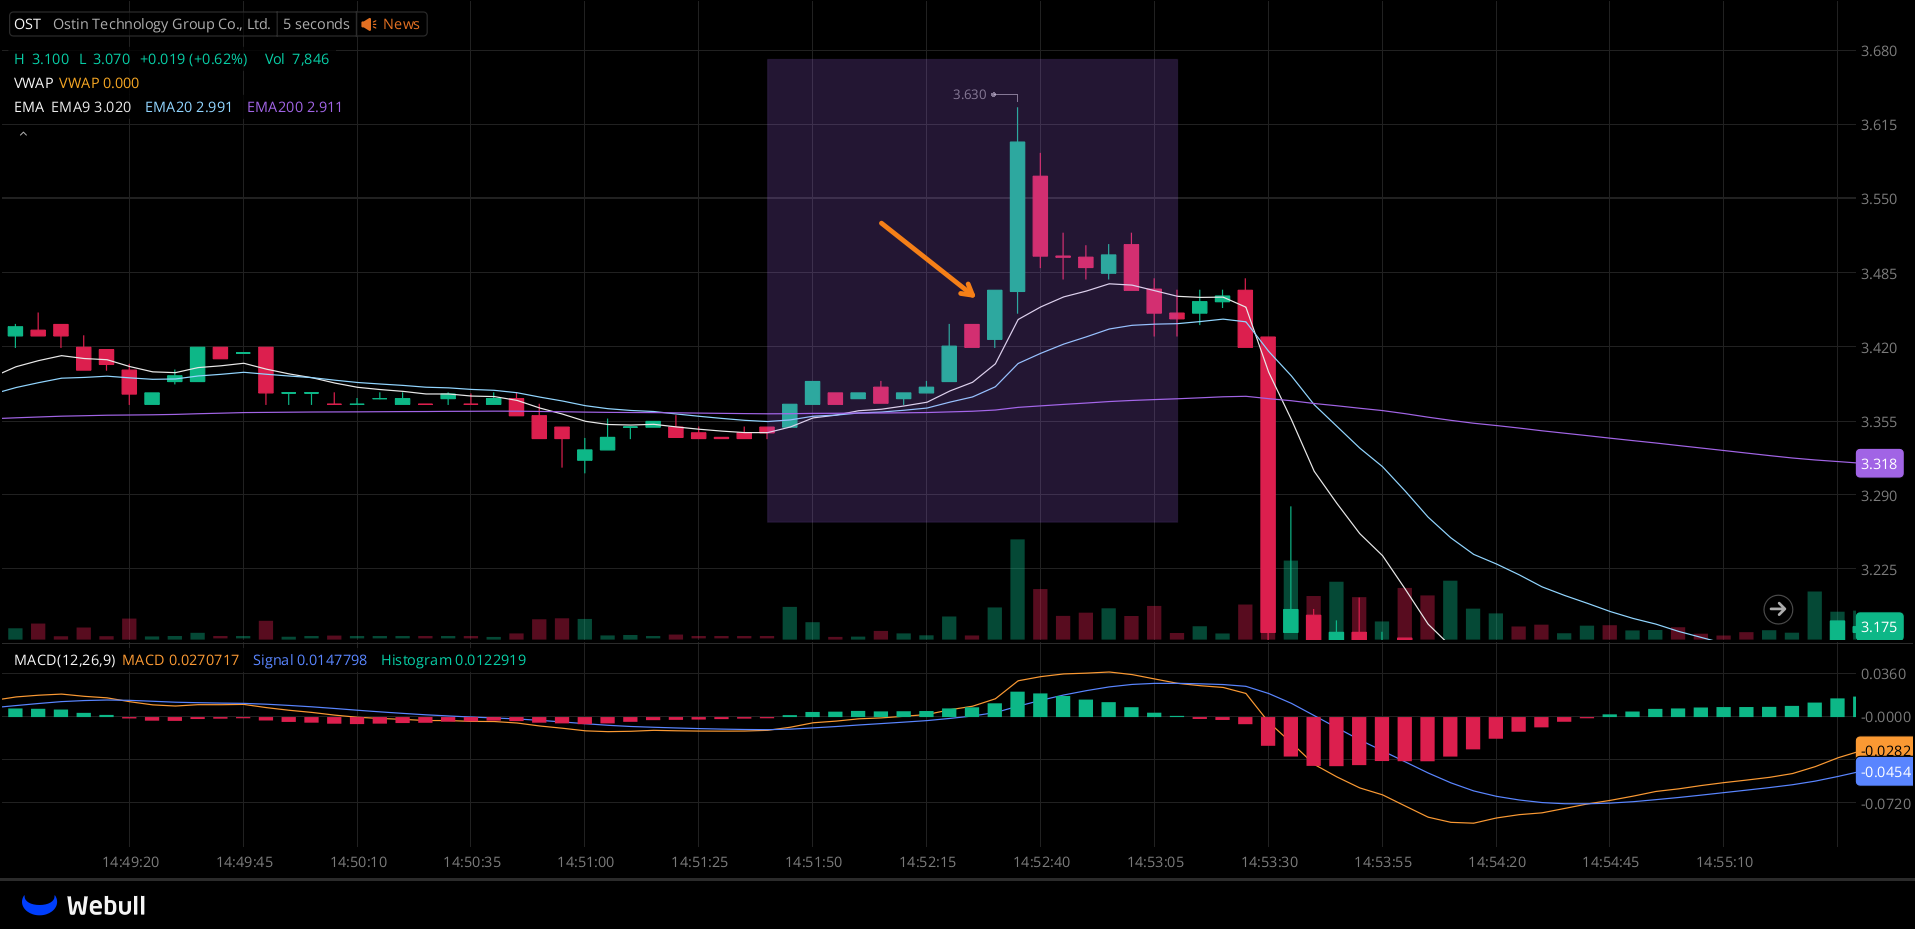 OST Ostin Technology Group Co., Ltd. 5 seconds News
H 3.100 L 3.070 +0.019 (+0.62%) Vol 7,846
VWAP VWAP 0.000
EMA EMA9 3.020 EMA20 2.991 EMA200 2.911
3.630
3.680
3.615
3.550
3.485
3.420
3.355
3.318
3.290
3.225
3.175
MACD(12,26,9) MACD 0.0270717 Signal 0.0147798 Histogram 0.0122919
0.0360
-0.0000
-0.0282
-0.0454
-0.0720
14:49:20 14:49:45 14:50:10 14:50:35 14:51:00 14:51:25 14:51:50 14:52:15 14:52:40 14:53:05 14:53:30 14:53:55 14:54:20 14:54:45 14:55:10
Webull